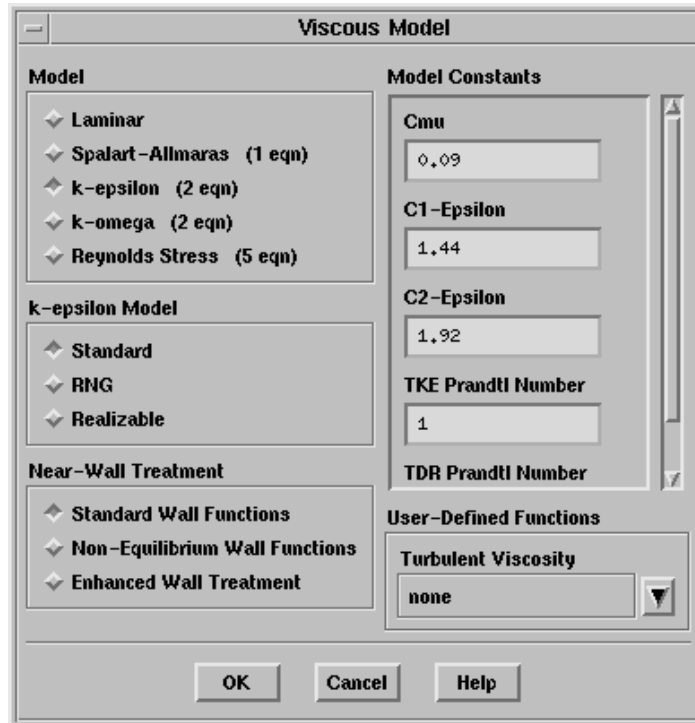 Viscous Model
Model
Laminar
Spalart-Allmaras (1 eqn)
k-epsilon (2 eqn)
k-omega (2 eqn)
Reynolds Stress (5 eqn)
k-epsilon Model
Standard
RNG
Realizable
Near-Wall Treatment
Standard Wall Functions
Non-Equilibrium Wall Functions
Enhanced Wall Treatment
Model Constants
Cmu
0.09
C1-Epsilon
1.44
C2-Epsilon
1.92
TKE Prandtl Number
1
TDR Prandtl Number
User-Defined Functions
Turbulent Viscosity
none
OK Cancel Help